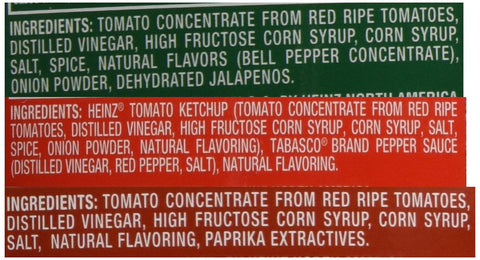 INGREDIENTS: TOMATO CONCENTRATE FROM RED RIPE TOMATOES,
DISTILLED VINEGAR, HIGH FRUCTOSE CORN SYRUP, CORN SYRUP,
SALT, SPICE, NATURAL FLAVORS (BELL PEPPER CONCENTRATE),
ONION POWDER, DEHYDRATED JALAPENOS.
BY HEINZ NORTH AMERICA
INGREDIENTS: HEINZ® TOMATO KETCHUP (TOMATO CONCENTRATE FROM RED RIPE
TOMATOES, DISTILLED VINEGAR, HIGH FRUCTOSE CORN SYRUP, CORN SYRUP, SALT,
SPICE, ONION POWDER, NATURAL FLAVORING), TABASCO® BRAND PEPPER SAUCE
(DISTILLED VINEGAR, RED PEPPER, SALT), NATURAL FLAVORING.
INGREDIENTS: TOMATO CONCENTRATE FROM RED RIPE TOMATOES,
DISTILLED VINEGAR, HIGH FRUCTOSE CORN SYRUP, CORN SYRUP,
SALT, NATURAL FLAVORING, PAPRIKA EXTRACTIVES.